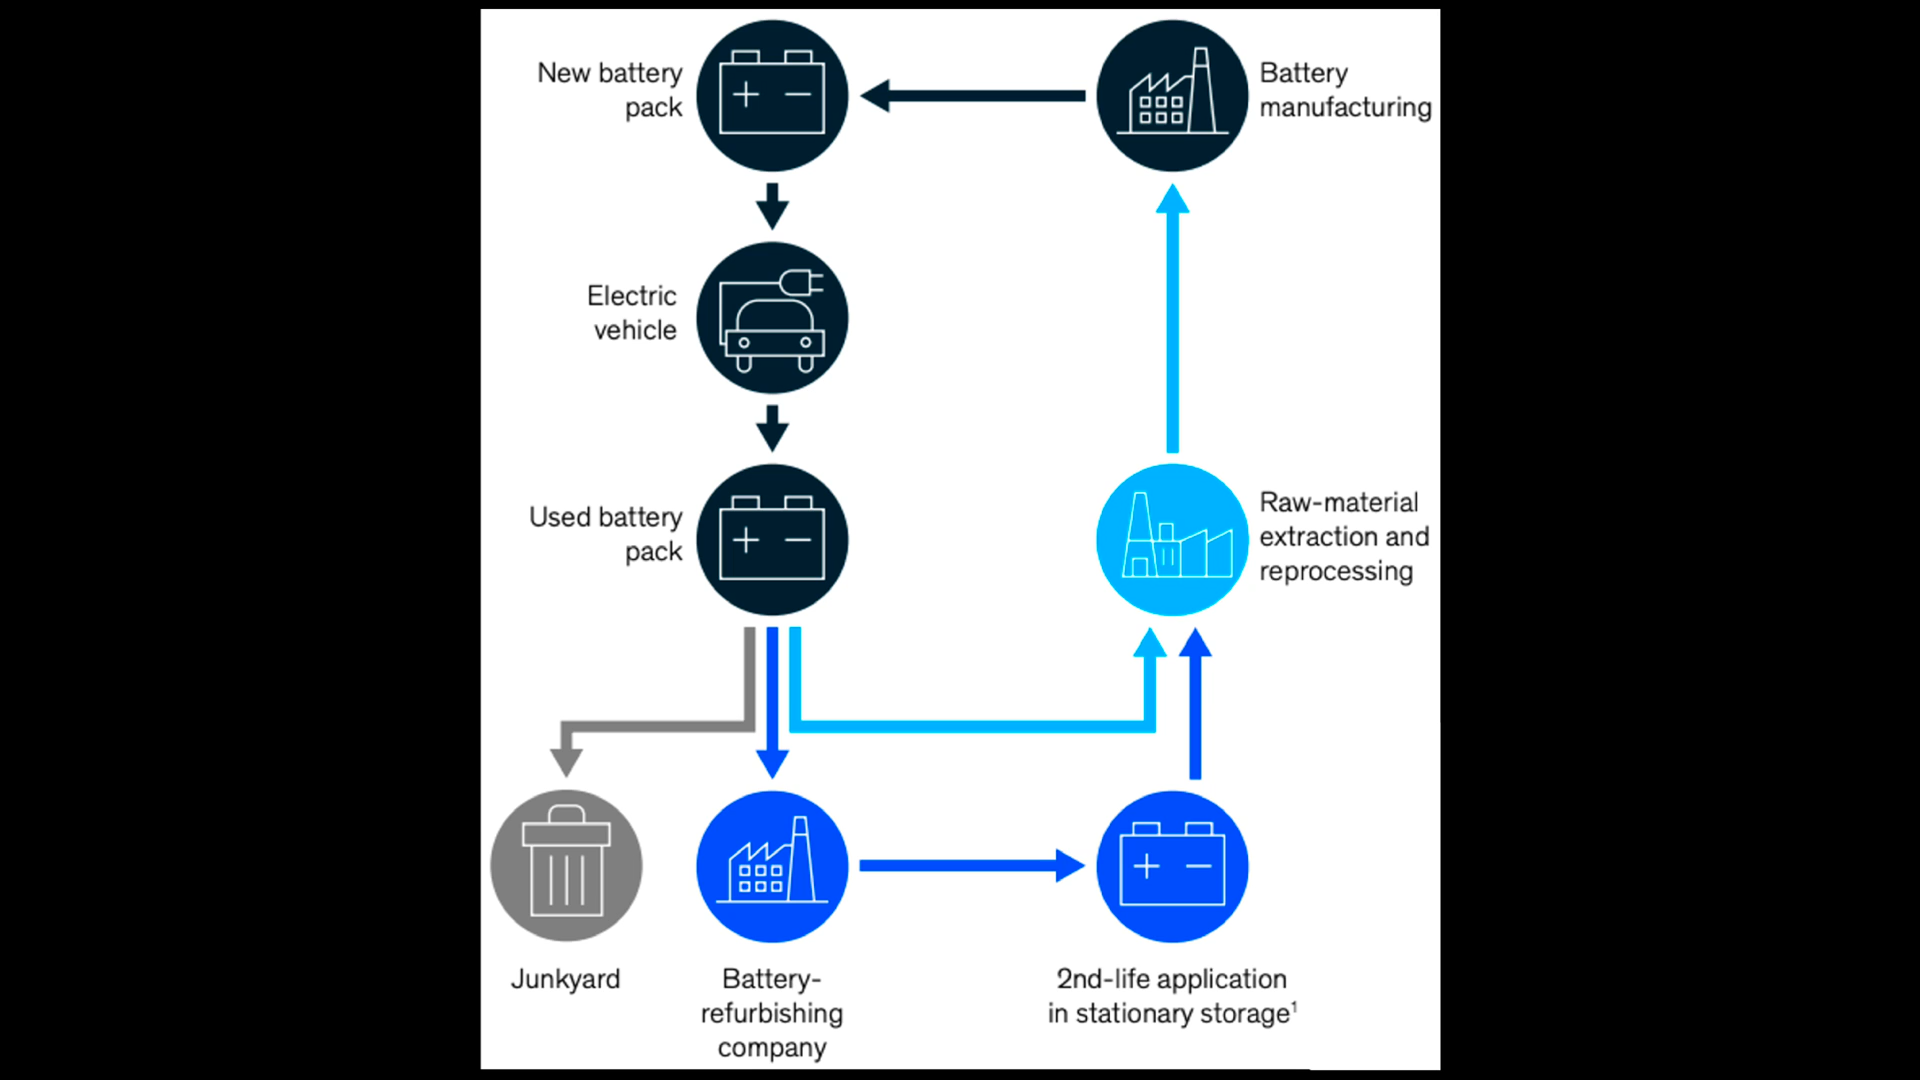 New battery
pack
Battery
manufacturing
Electric
vehicle
Used battery
pack
Raw-material
extraction and
reprocessing
Junkyard
Battery-
refurbishing
company
2nd-life application
in stationary storage¹